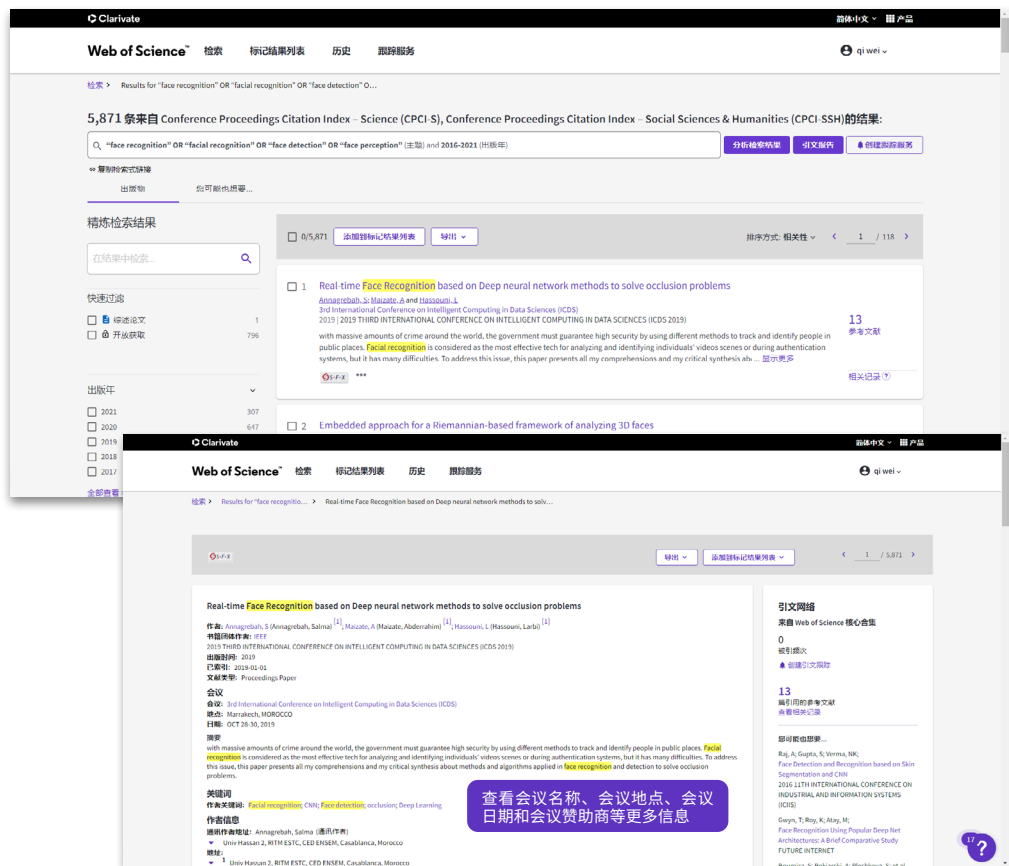 Clarivate
简体中文 产品
Web of Science™ 检索 标记结果列表 历史 跟踪服务 qi wei
检索 > Results for "face recognition" OR "facial recognition" OR "face detection" O...
5,871 条来自 Conference Proceedings Citation Index – Science (CPCI-S), Conference Proceedings Citation Index – Social Sciences & Humanities (CPCI-SSH)的结果:
"face recognition" OR "facial recognition" OR "face detection" OR "face perception" (主题) and 2016-2021 (出版年)
分析检索结果 引文报告 创建跟踪服务
复制检索式链接
出版物 您可能也想要...
精炼检索结果
在结果中检索...
快速过滤
综述论文 1
开放获取 796
出版年
2021 307
2020 647
2019
2018
2017
全部查看
0/5,871 添加到标记结果列表 导出 排序方式: 相关性 < 1 / 118 >
1 Real-time Face Recognition based on Deep neural network methods to solve occlusion problems
Annagrebah, S; Maizate, A and Hassouni, L
3rd International Conference on Intelligent Computing in Data Sciences (ICDS)
2019 | 2019 THIRD INTERNATIONAL CONFERENCE ON INTELLIGENT COMPUTING IN DATA SCIENCES (ICDS 2019)
with massive amounts of crime around the world, the government must guarantee high security by using different methods to track and identify people in
public places. Facial recognition is considered as the most effective tech for analyzing and identifying individuals' videos scenes or during authentication
systems, but it has many difficulties. To address this issue, this paper presents all my comprehensions and my critical synthesis ab... 显示更多
S·F·X •••
13
参考文献
相关记录 ?
2 Embedded approach for a Riemannian-based framework of analyzing 3D faces
Clarivate
简体中文 产品
Web of Science™ 检索 标记结果列表 历史 跟踪服务 qi wei
检索 > Results for "face recognitio... > Real-time Face Recognition based on Deep neural network methods to solv...
S·F·X 导出 添加到标记结果列表 < 1 / 5,871 >
Real-time Face Recognition based on Deep neural network methods to solve occlusion problems
作者: Annagrebah, S (Annagrebah, Salma) [1]; Maizate, A (Maizate, Abderrahim) [1]; Hassouni, L (Hassouni, Larbi) [1]
书籍团体作者: IEEE
2019 THIRD INTERNATIONAL CONFERENCE ON INTELLIGENT COMPUTING IN DATA SCIENCES (ICDS 2019)
出版时间: 2019
已索引: 2019-01-01
文献类型: Proceedings Paper
会议
会议: 3rd International Conference on Intelligent Computing in Data Sciences (ICDS)
地点: Marrakech, MOROCCO
日期: OCT 28-30, 2019
摘要
with massive amounts of crime around the world, the government must guarantee high security by using different methods to track and identify people in public places. Facial
recognition is considered as the most effective tech for analyzing and identifying individuals' videos scenes or during authentication systems, but it has many difficulties. To address
this issue, this paper presents all my comprehensions and my critical synthesis about methods and algorithms applied in face recognition and detection to solve occlusion
problems.
关键词
作者关键词: Facial recognition; CNN; Face detection; occlusion; Deep Learning
作者信息
通讯作者地址: Annagrebah, Salma (通讯作者)
Univ Hassan 2, RITM ESTC, CED ENSEM, Casablanca, Morocco
地址:
1 Univ Hassan 2, RITM ESTC, CED ENSEM, Casablanca, Morocco
查看会议名称、会议地点、会议
日期和会议赞助商等更多信息
引文网络
来自 Web of Science 核心合集
0
被引频次
创建引文跟踪
13
篇引用的参考文献
查看相关记录
您可能也想要...
Raj, A; Gupta, S; Verma, NK;
Face Detection and Recognition based on Skin
Segmentation and CNN
2016 11TH INTERNATIONAL CONFERENCE ON
INDUSTRIAL AND INFORMATION SYSTEMS
(ICIIS)
Gwyn, T; Roy, K; Atay, M;
Face Recognition Using Popular Deep Net
Architectures: A Brief Comparative Study
FUTURE INTERNET
17 ?